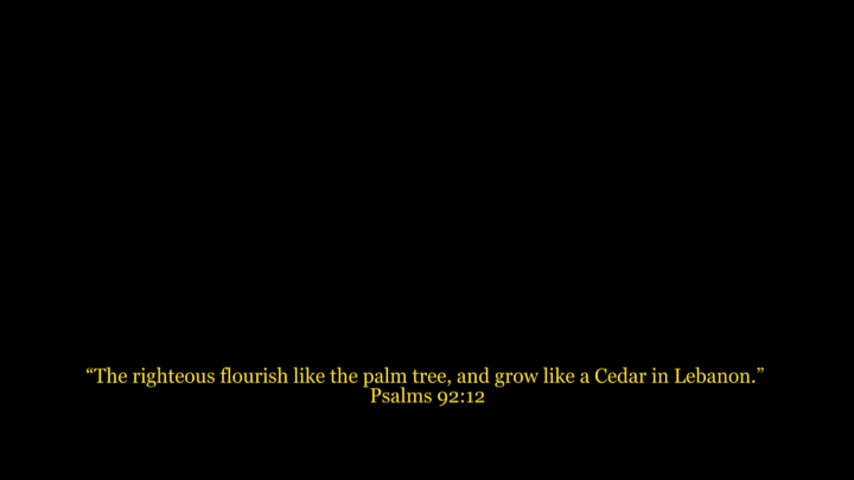 “The righteous flourish like the palm tree, and grow like a Cedar in Lebanon.”
Psalms 92:12